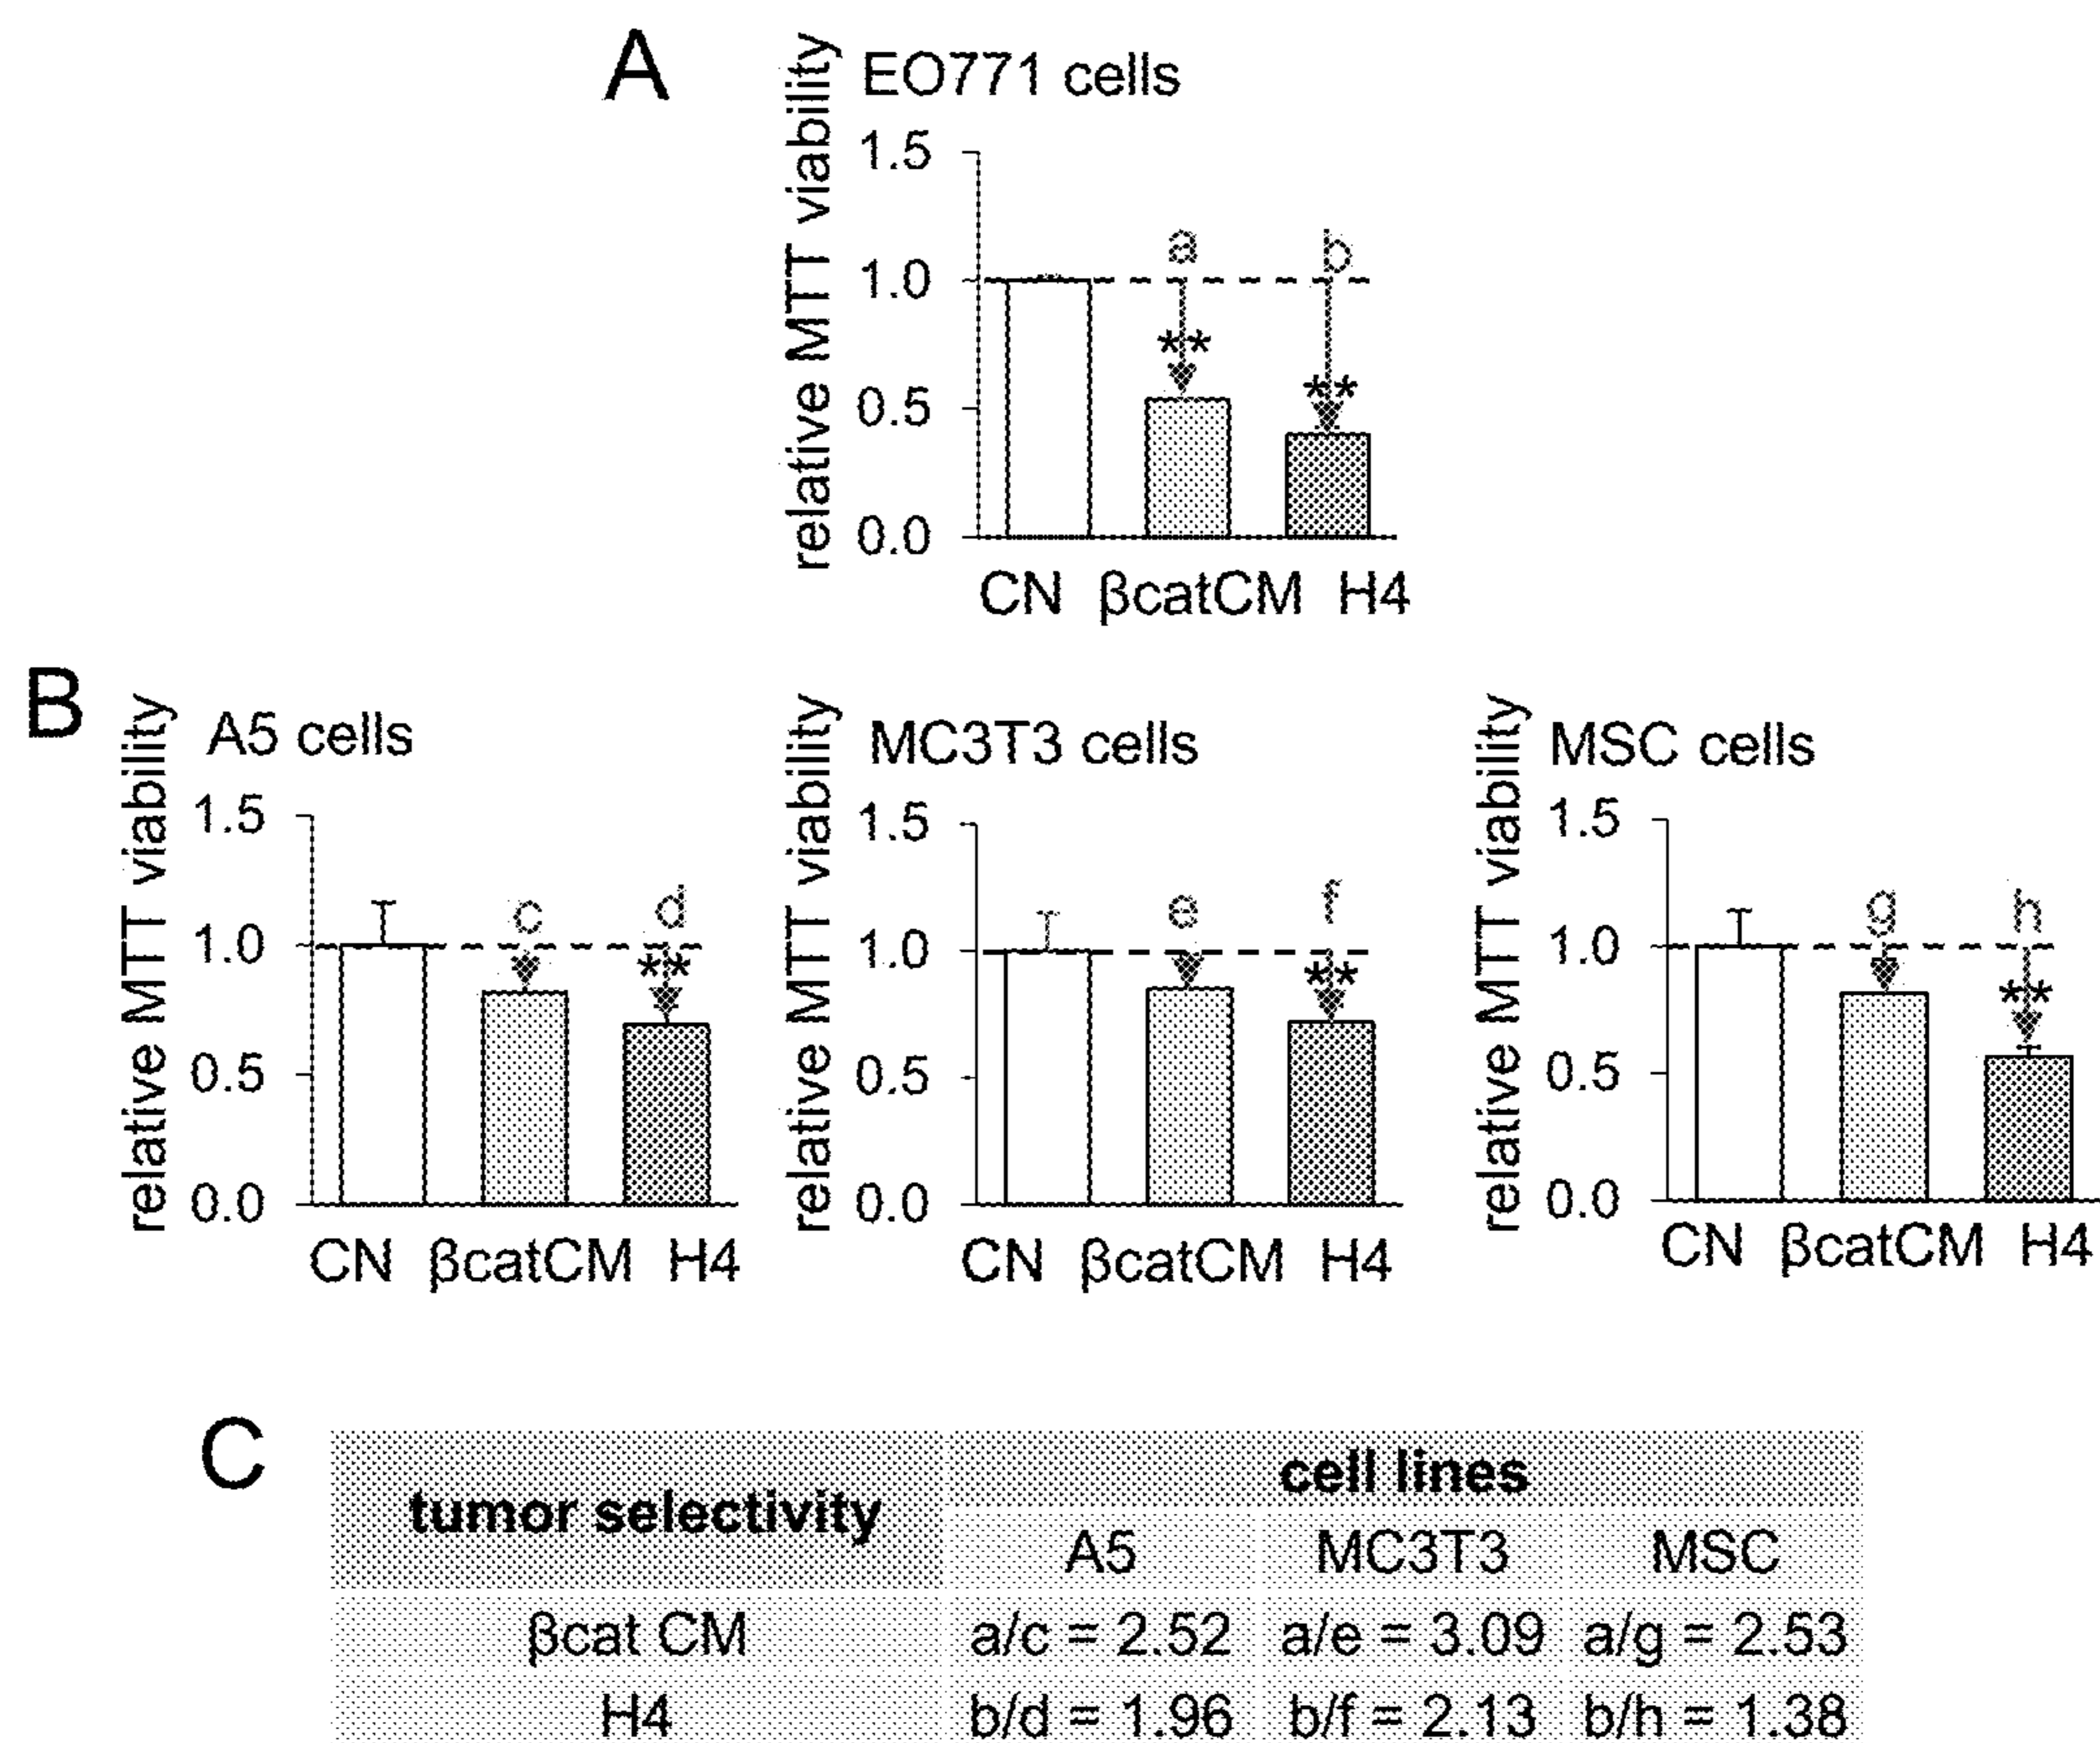 A
EO771 cells
relative MTT viability
1.5
1.0
0.5
0.0
a
b
**
**
CN βcatCM H4
B
A5 cells
relative MTT viability
1.5
1.0
0.5
0.0
c
d
**
CN βcatCM H4
MC3T3 cells
relative MTT viability
1.5
1.0
0.5
0.0
e
f
**
CN βcatCM H4
MSC cells
relative MTT viability
1.5
1.0
0.5
0.0
g
h
**
CN βcatCM H4
C
tumor selectivity
cell lines
A5 MC3T3 MSC
βcat CM a/c = 2.52 a/e = 3.09 a/g = 2.53
H4 b/d = 1.96 b/f = 2.13 b/h = 1.38